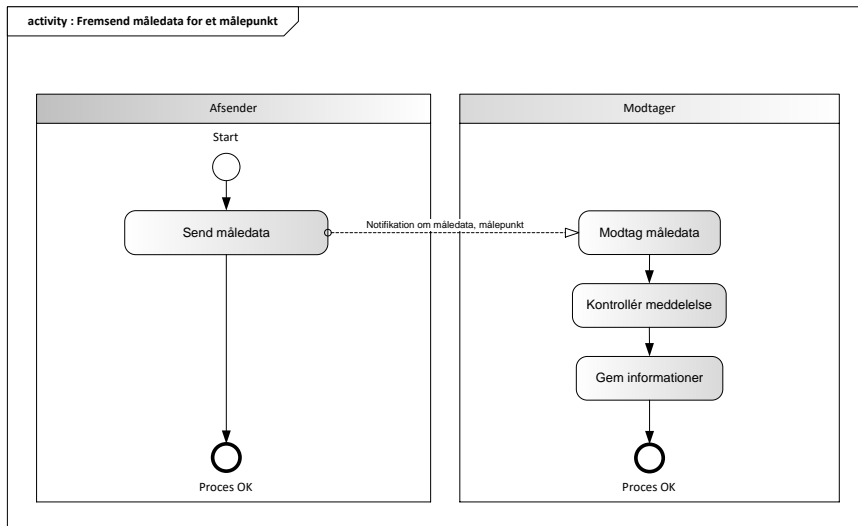 activity : Fremsend måledata for et målepunkt
Afsender
Modtager
Start
Send måledata
Notifikation om måledata, målepunkt
Modtag måledata
Kontrollér meddelelse
Gem informationer
Proces OK
Proces OK